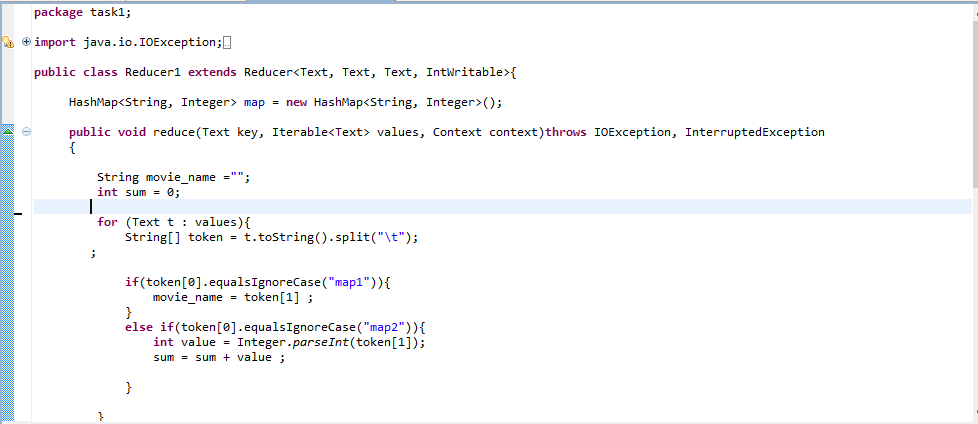 package task1;
import java.io.IOException;
public class Reducer1 extends Reducer<Text, Text, Text, IntWritable>{
HashMap<String, Integer> map = new HashMap<String, Integer>();
public void reduce(Text key, Iterable<Text> values, Context context)throws IOException, InterruptedException
{
String movie_name ="";
int sum = 0;
for (Text t : values){
String[] token = t.toString().split("\t");
;
if(token[0].equalsIgnoreCase("map1")){
movie_name = token[1] ;
}
else if(token[0].equalsIgnoreCase("map2")){
int value = Integer.parseInt(token[1]);
sum = sum + value ;
}
}